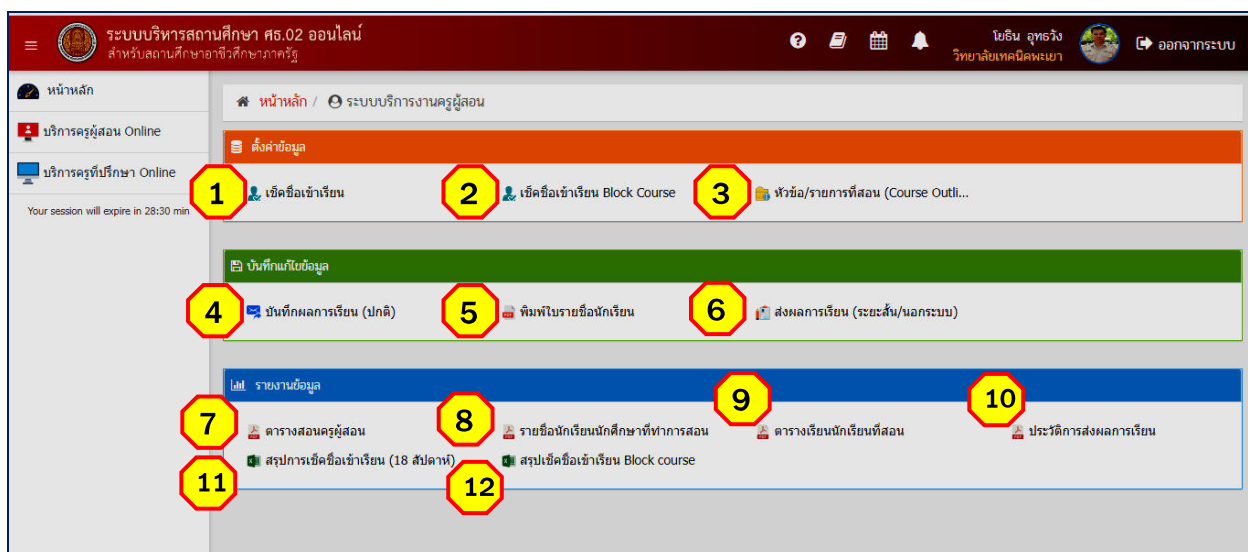 ระบบบริหารสถานศึกษา ศธ.02 ออนไลน์
สำหรับสถานศึกษาอาชีวศึกษาภาครัฐ
โยธิน อุทธวัง
วิทยาลัยเทคนิคพะเยา
ออกจากระบบ
หน้าหลัก
บริการครูผู้สอน Online
บริการครูที่ปรึกษา Online
Your session will expire in 28:30 min
หน้าหลัก / ระบบบริการงานครูผู้สอน
ตั้งค่าข้อมูล
1 เช็คชื่อเข้าเรียน
2 เช็คชื่อเข้าเรียน Block Course
3 หัวข้อ/รายการที่สอน (Course Outli...
บันทึกแก้ไขข้อมูล
4 บันทึกผลการเรียน (ปกติ)
5 พิมพ์ใบรายชื่อนักเรียน
6 ส่งผลการเรียน (ระยะสั้น/นอกระบบ)
รายงานข้อมูล
7 ตารางสอนครูผู้สอน
8 รายชื่อนักเรียนนักศึกษาที่ทำการสอน
9 ตารางเรียนนักเรียนที่สอน
10 ประวัติการส่งผลการเรียน
11 สรุปการเช็คชื่อเข้าเรียน (18 สัปดาห์)
12 สรุปเช็คชื่อเข้าเรียน Block course